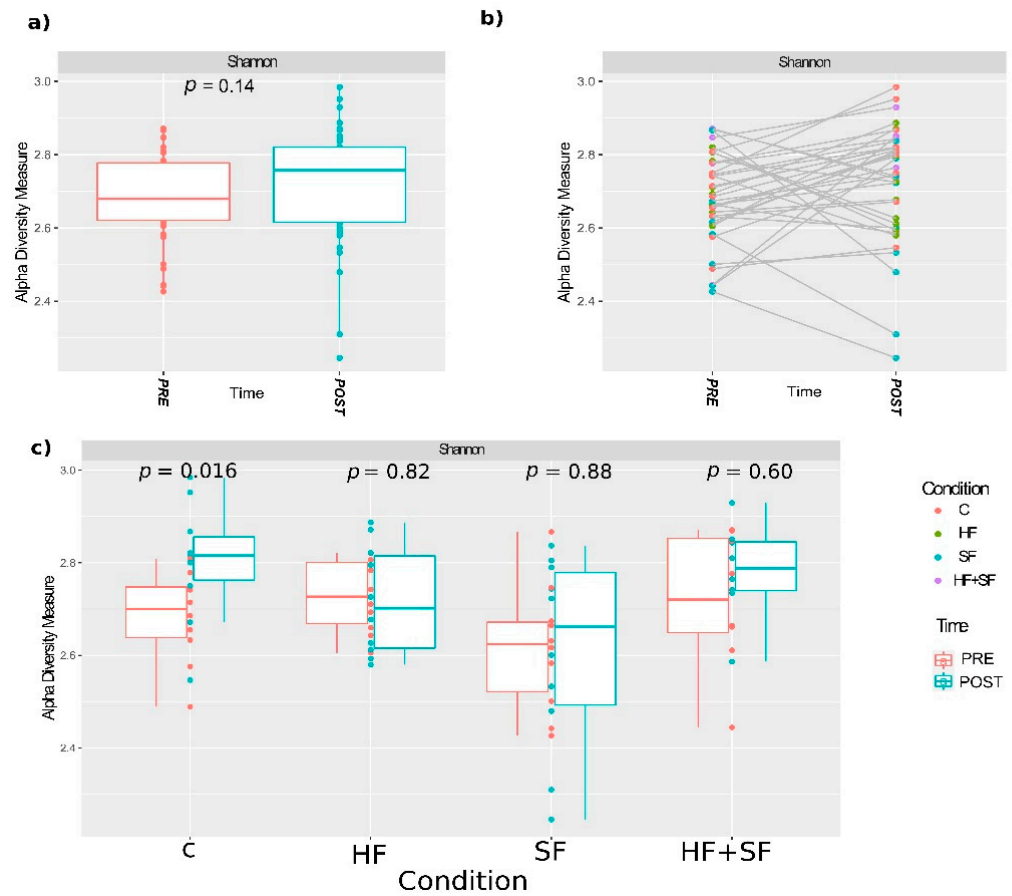 a)
Shannon
p = 0.14
Alpha Diversity Measure
3.0
2.8
2.6
2.4
PRE
Time
POST
b)
Shannon
Alpha Diversity Measure
3.0
2.8
2.6
2.4
PRE
Time
POST
c)
Shannon
p = 0.016
p = 0.82
p = 0.88
p = 0.60
Alpha Diversity Measure
3.0
2.8
2.6
2.4
C
HF
SF
HF+SF
Condition
Condition
C
HF
SF
HF+SF
Time
PRE
POST